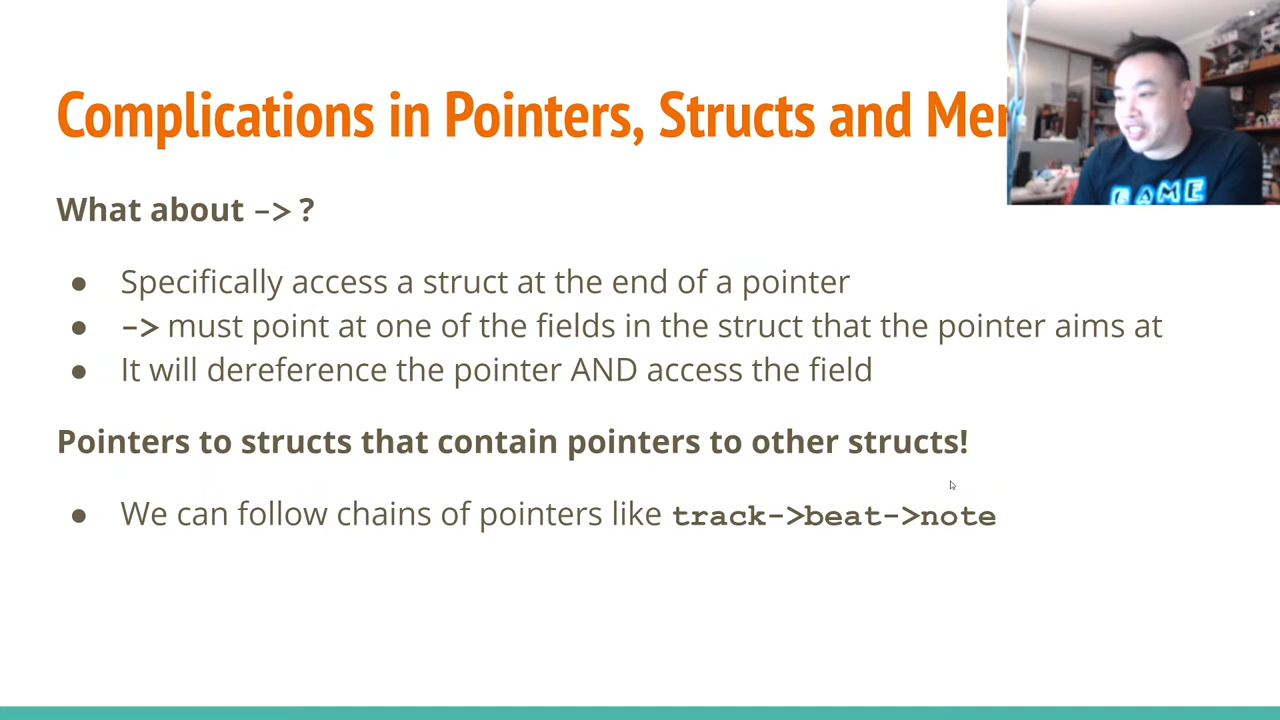 Complications in Pointers, Structs and
What about -> ?
● Specifically access a struct at the end of a pointer
● -> must point at one of the fields in the struct that the pointer aims at
● It will dereference the pointer AND access the field
Pointers to structs that contain pointers to other structs!
● We can follow chains of pointers like track->beat->note
GAME